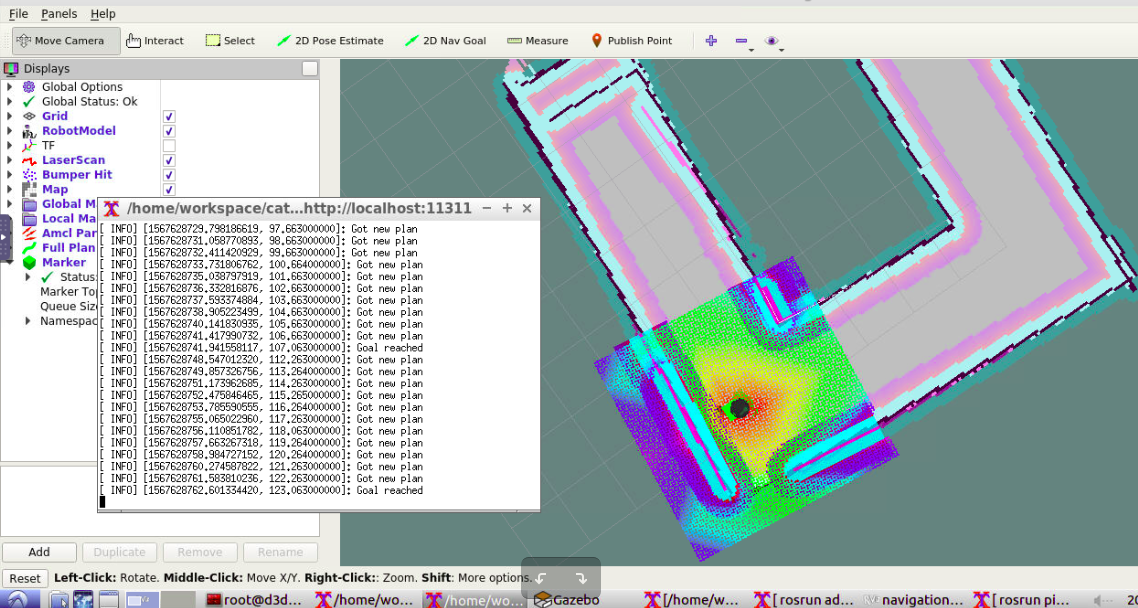 File Panels Help
Move Camera Interact Select 2D Pose Estimate 2D Nav Goal Measure Publish Point
Displays
Global Options
Global Status: Ok
Grid
RobotModel
TF
LaserScan
Bumper Hit
Map
Global M
Local Ma
Amcl Par
Full Plan
Marker
Status:
Marker Top
Queue Size
Namespac
/home/workspace/cat...http://localhost:11311
[ INFO] [1567628729.798186619, 97.663000000]: Got new plan
[ INFO] [1567628731.058770893, 98.663000000]: Got new plan
[ INFO] [1567628732.411420929, 99.663000000]: Got new plan
[ INFO] [1567628733.731806762, 100.664000000]: Got new plan
[ INFO] [1567628735.038797919, 101.663000000]: Got new plan
[ INFO] [1567628736.332816876, 102.663000000]: Got new plan
[ INFO] [1567628737.593374884, 103.663000000]: Got new plan
[ INFO] [1567628738.905223499, 104.663000000]: Got new plan
[ INFO] [1567628740.141830935, 105.663000000]: Got new plan
[ INFO] [1567628741.417990732, 106.663000000]: Got new plan
[ INFO] [1567628741.941558117, 107.063000000]: Goal reached
[ INFO] [1567628748.547012320, 112.263000000]: Got new plan
[ INFO] [1567628749.857326756, 113.264000000]: Got new plan
[ INFO] [1567628751.173962685, 114.263000000]: Got new plan
[ INFO] [1567628752.475846465, 115.265000000]: Got new plan
[ INFO] [1567628753.785590555, 116.264000000]: Got new plan
[ INFO] [1567628755.065022960, 117.263000000]: Got new plan
[ INFO] [1567628756.110851782, 118.063000000]: Got new plan
[ INFO] [1567628757.663267318, 119.264000000]: Got new plan
[ INFO] [1567628758.984727152, 120.264000000]: Got new plan
[ INFO] [1567628760.274587822, 121.263000000]: Got new plan
[ INFO] [1567628761.583810236, 122.263000000]: Got new plan
[ INFO] [1567628762.601334420, 123.063000000]: Goal reached
Add Duplicate Remove Rename
Reset Left-Click: Rotate. Middle-Click: Move X/Y. Right-Click:: Zoom. Shift: More options.
root@d3d... /home/wo... /home/wo... Gazebo [/home/w... [ rosrun ad... navigation... [ rosrun pi... 20